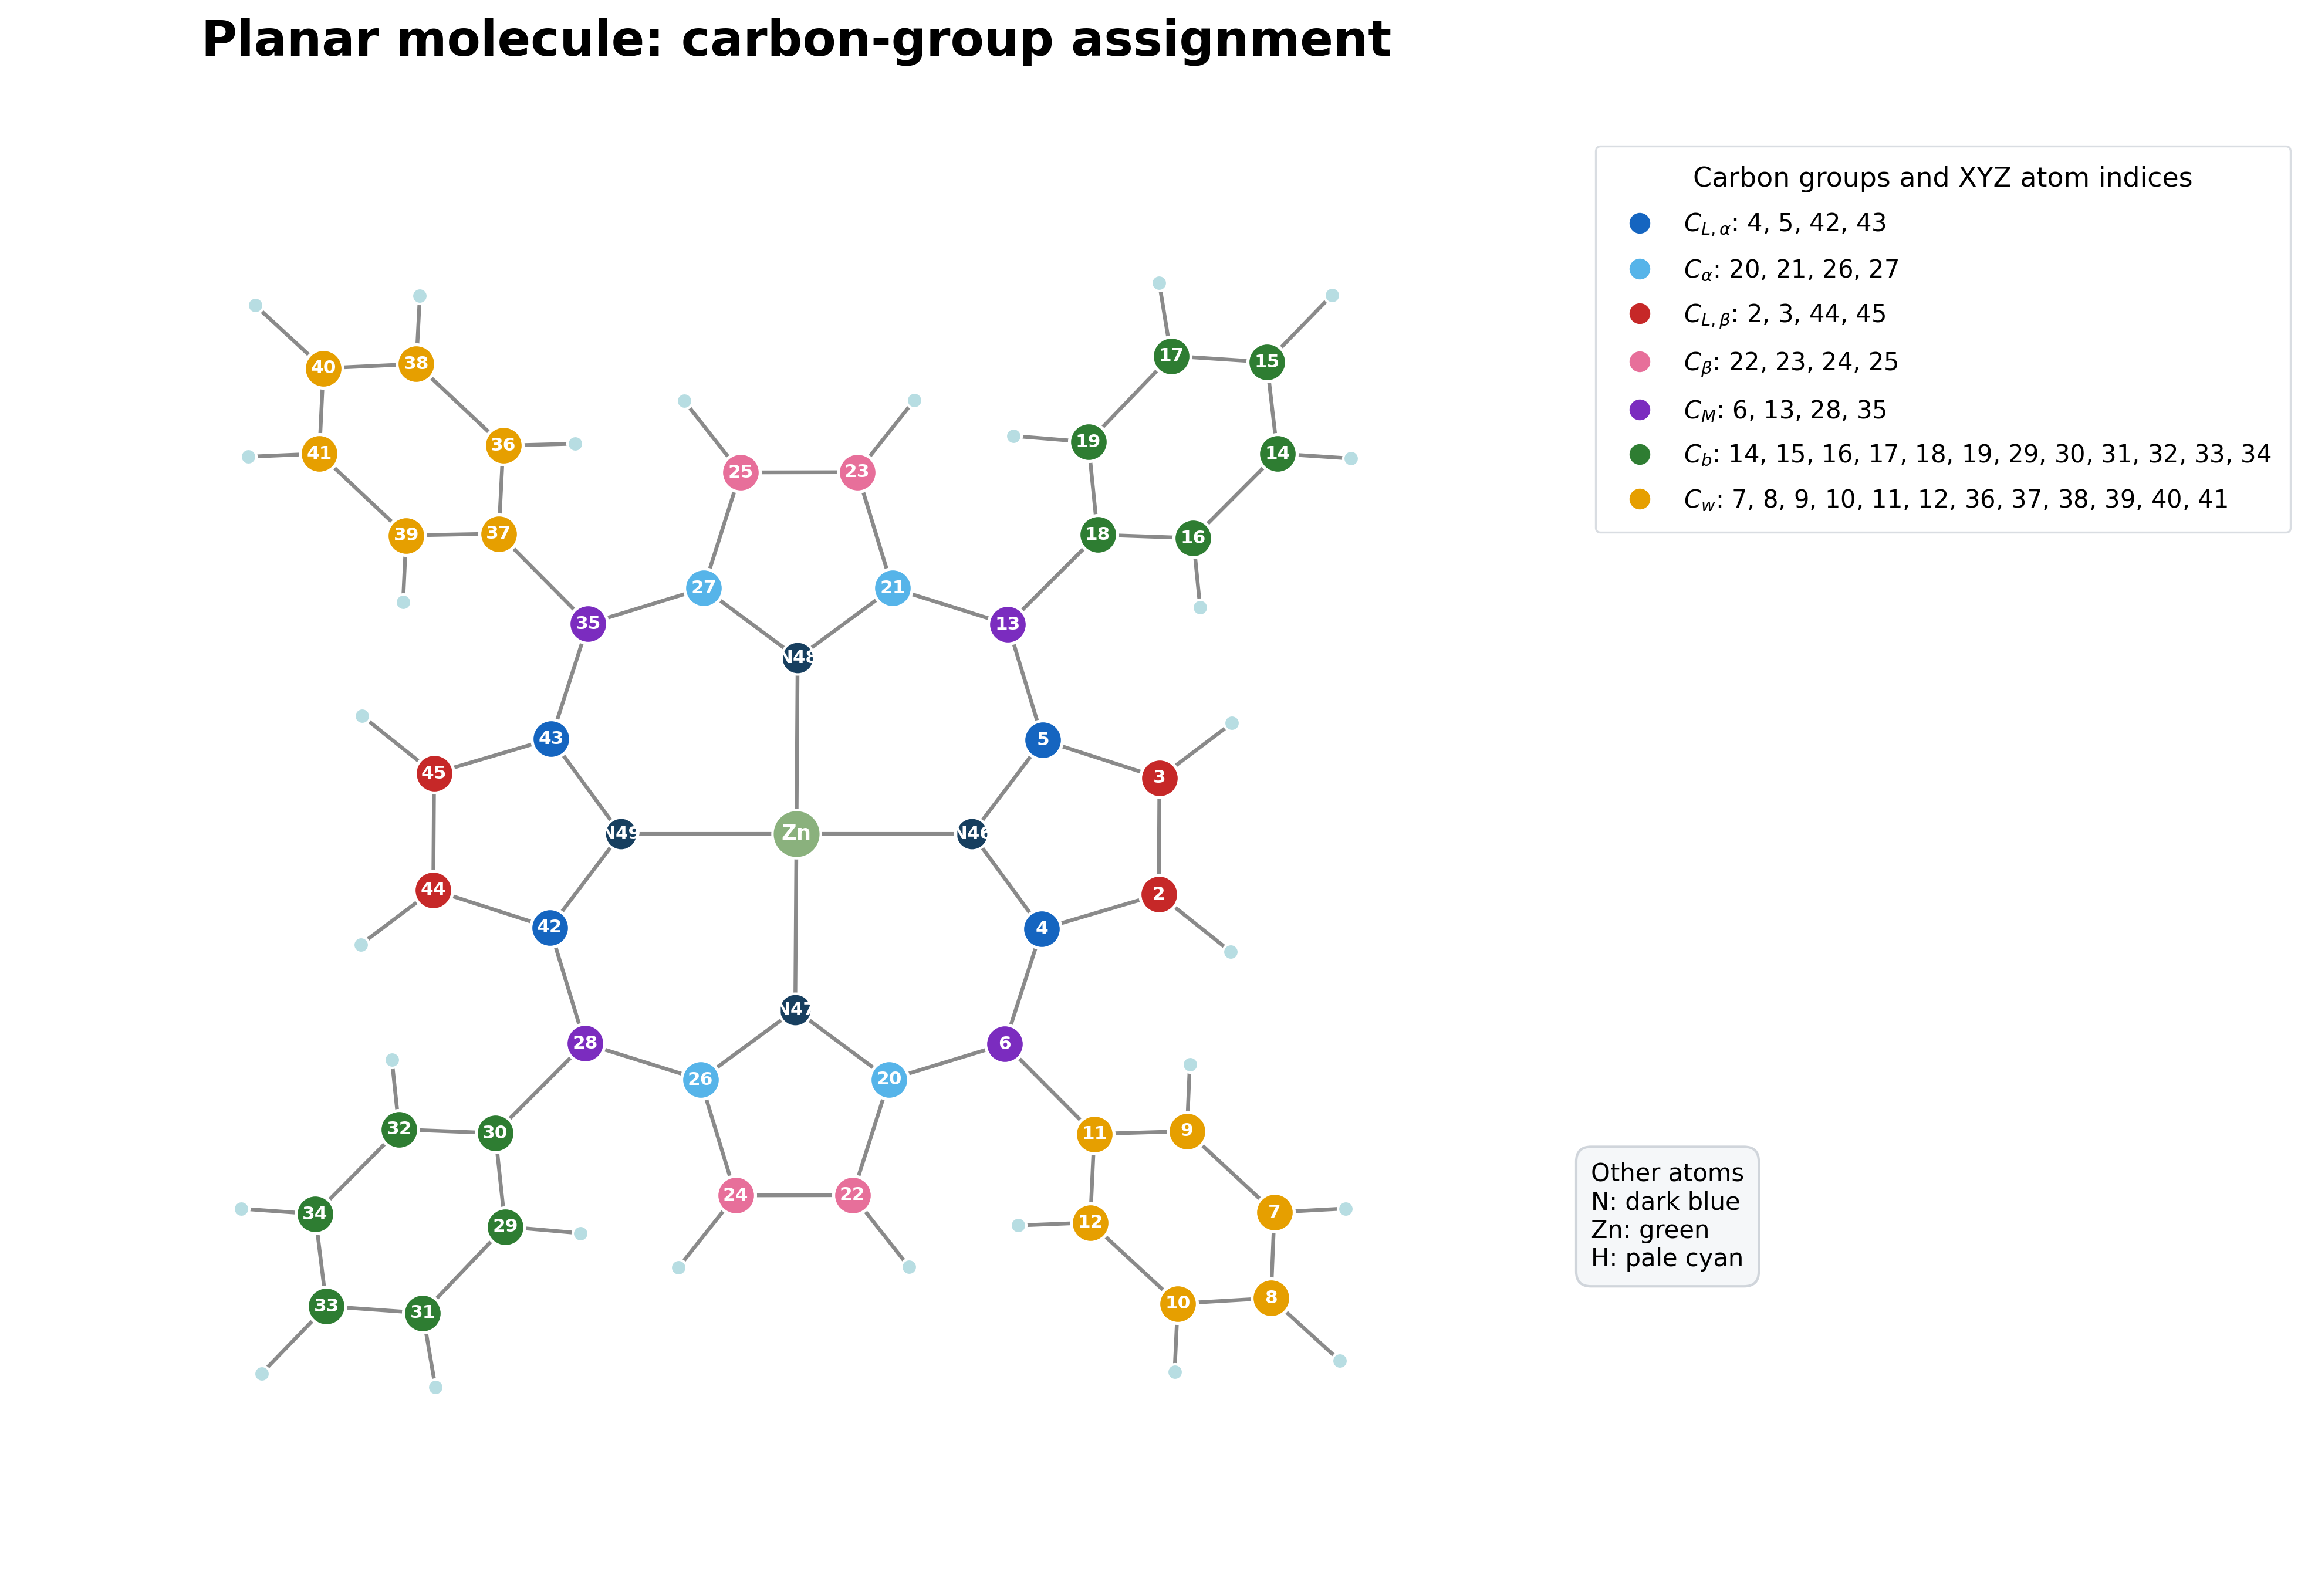 Planar molecule: carbon-group assignment
Carbon groups and XYZ atom indices
C_{L,α}: 4, 5, 42, 43
C_α: 20, 21, 26, 27
C_{L,β}: 2, 3, 44, 45
C_β: 22, 23, 24, 25
C_M: 6, 13, 28, 35
C_b: 14, 15, 16, 17, 18, 19, 29, 30, 31, 32, 33, 34
C_w: 7, 8, 9, 10, 11, 12, 36, 37, 38, 39, 40, 41
17
15
40
38
19
36
41
14
25
23
39
37
18
16
27
21
35
13
N48
43
5
45
3
N49
Zn
N46
44
2
42
4
N47
28
6
26
20
32
30
11
9
24
22
34
29
12
7
33
31
10
8
Other atoms
N: dark blue
Zn: green
H: pale cyan